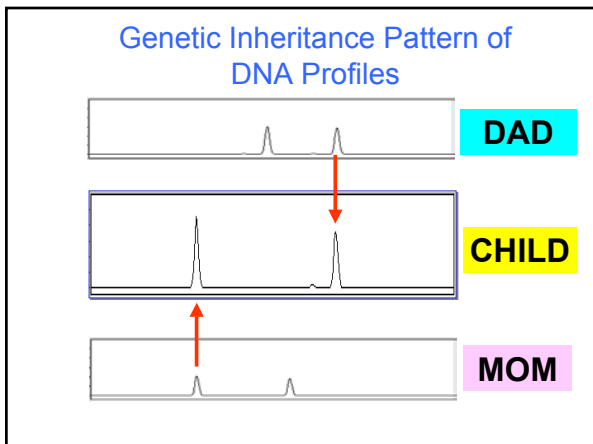 Genetic Inheritance Pattern of
DNA Profiles
DAD
CHILD
MOM